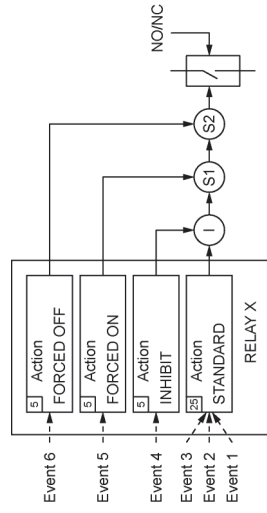 NO/NC
S2
S1
I
5
Action
FORCED OFF
5
Action
FORCED ON
5
Action
INHIBIT
25
Action
STANDARD
RELAY X
Event 6
Event 5
Event 4
Event 3
Event 2
Event 1